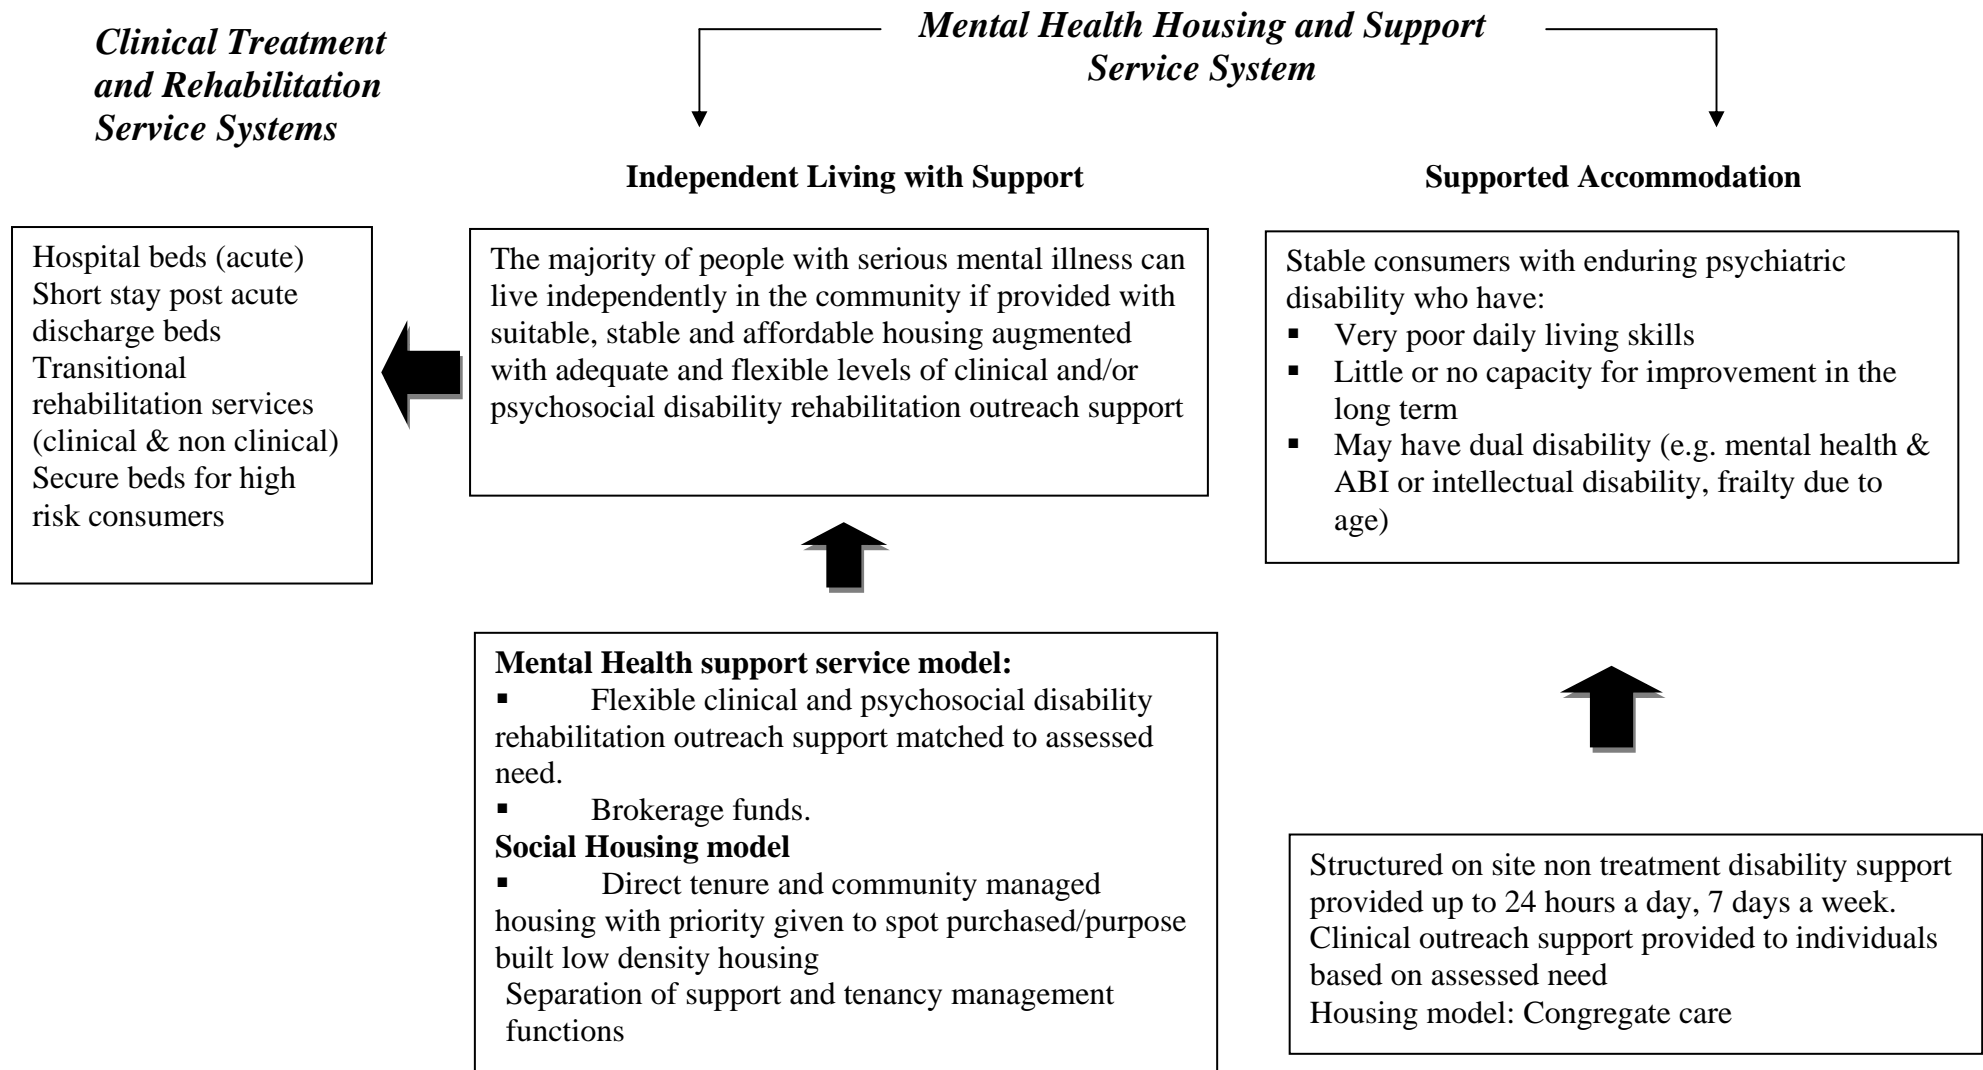 Clinical Treatment
and Rehabilitation
Service Systems
Mental Health Housing and Support
Service System
Independent Living with Support
Supported Accommodation
Hospital beds (acute)
Short stay post acute
discharge beds
Transitional
rehabilitation services
(clinical & non clinical)
Secure beds for high
risk consumers
The majority of people with serious mental illness can
live independently in the community if provided with
suitable, stable and affordable housing augmented
with adequate and flexible levels of clinical and/or
psychosocial disability rehabilitation outreach support
Stable consumers with enduring psychiatric
disability who have:
▪ Very poor daily living skills
▪ Little or no capacity for improvement in the
long term
▪ May have dual disability (e.g. mental health &
ABI or intellectual disability, frailty due to
age)
Mental Health support service model:
▪ Flexible clinical and psychosocial disability
rehabilitation outreach support matched to assessed
need.
▪ Brokerage funds.
Social Housing model
▪ Direct tenure and community managed
housing with priority given to spot purchased/purpose
built low density housing
Separation of support and tenancy management
functions
Structured on site non treatment disability support
provided up to 24 hours a day, 7 days a week.
Clinical outreach support provided to individuals
based on assessed need
Housing model: Congregate care